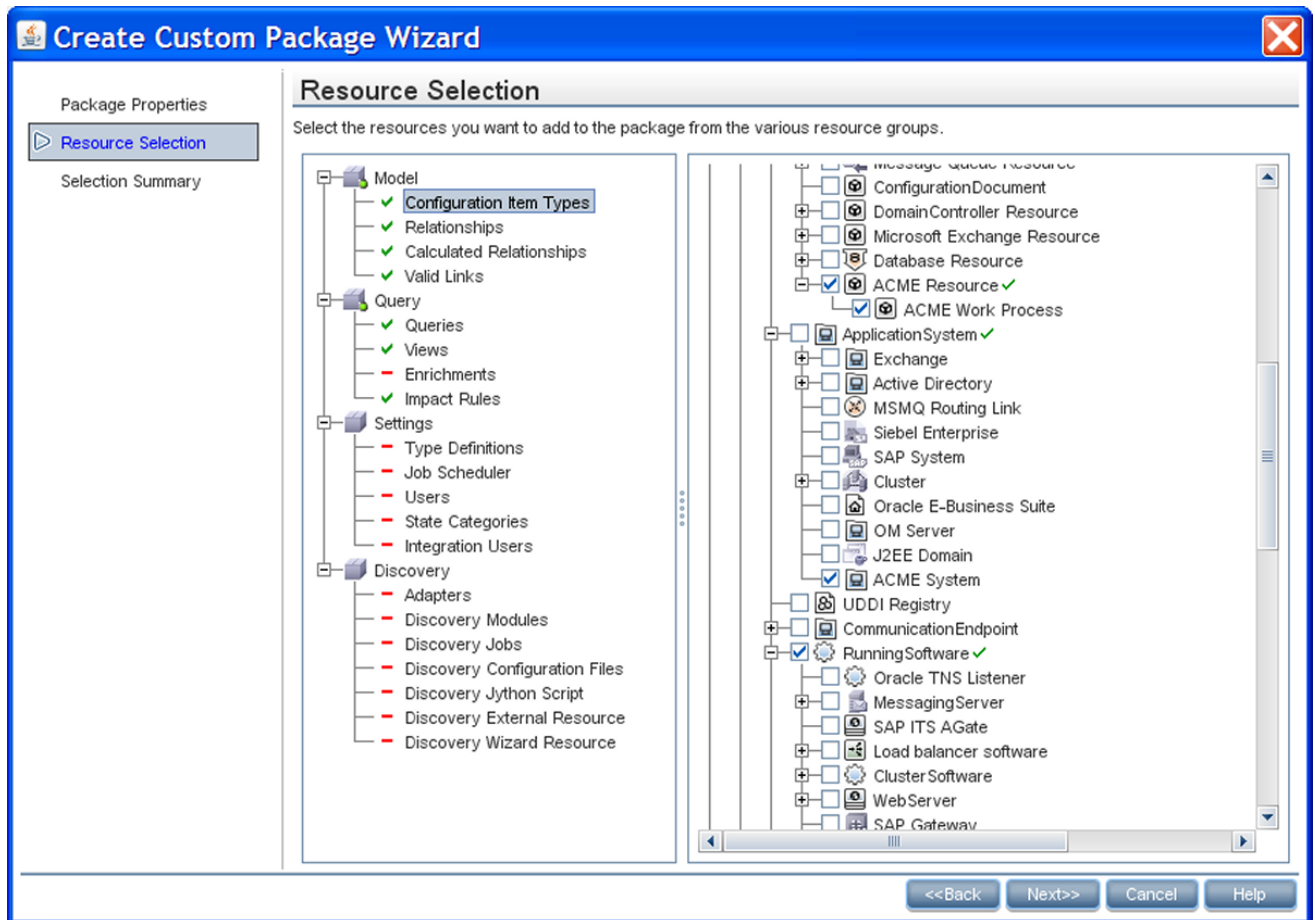 Create Custom Package Wizard
Package Properties
Resource Selection
Selection Summary
Resource Selection
Select the resources you want to add to the package from the various resource groups.
Model
Configuration Item Types
Relationships
Calculated Relationships
Valid Links
Query
Queries
Views
Enrichments
Impact Rules
Settings
Type Definitions
Job Scheduler
Users
State Categories
Integration Users
Discovery
Adapters
Discovery Modules
Discovery Jobs
Discovery Configuration Files
Discovery Jython Script
Discovery External Resource
Discovery Wizard Resource
Message Queue Resource
ConfigurationDocument
DomainController Resource
Microsoft Exchange Resource
Database Resource
ACME Resource
ACME Work Process
ApplicationSystem
Exchange
Active Directory
MSMQ Routing Link
Siebel Enterprise
SAP System
Cluster
Oracle E-Business Suite
OM Server
J2EE Domain
ACME System
UDDI Registry
CommunicationEndpoint
RunningSoftware
Oracle TNS Listener
MessagingServer
SAP ITS AGate
Load balancer software
ClusterSoftware
WebServer
SAP Gateway
<<Back
Next>>
Cancel
Help